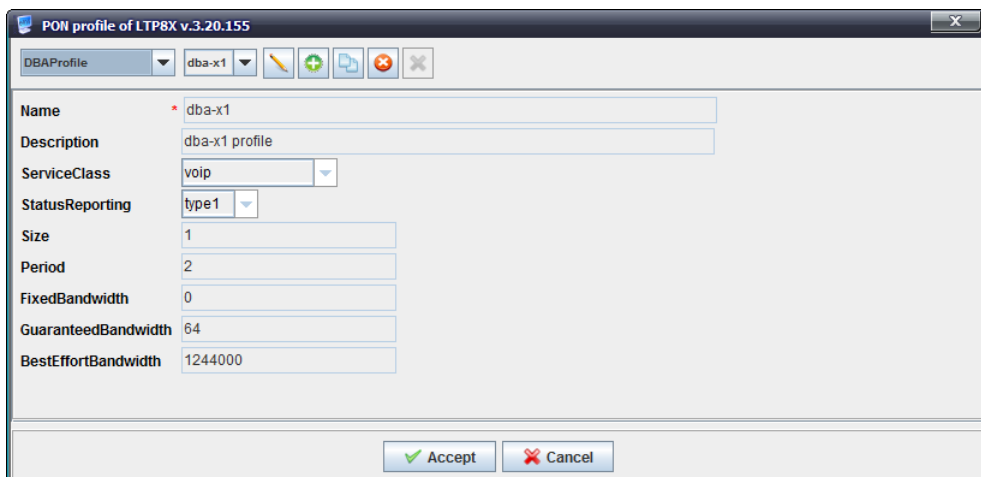 PON profile of LTP8X v.3.20.155
DBAProfile dba-x1
Name * dba-x1
Description dba-x1 profile
ServiceClass voip
StatusReporting type1
Size 1
Period 2
FixedBandwidth 0
GuaranteedBandwidth 64
BestEffortBandwidth 1244000
Accept Cancel